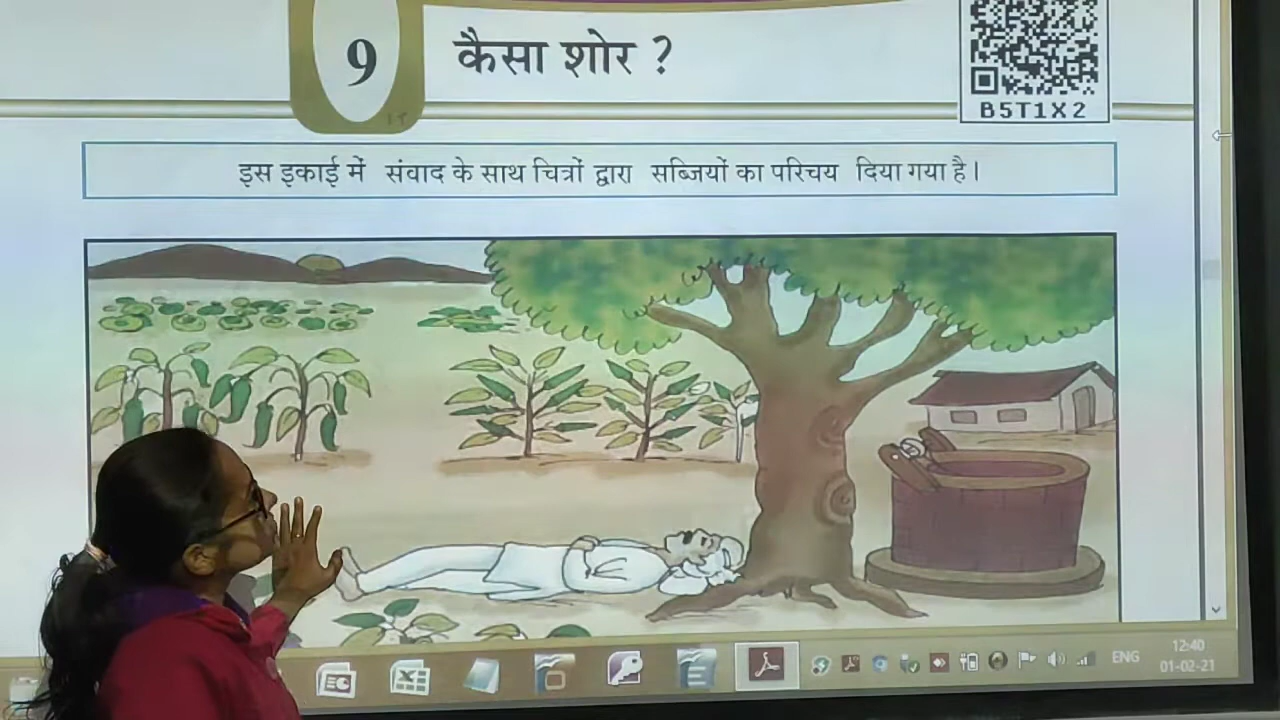 9 कैसा शोर ?
B5T1X2
इस इकाई में संवाद के साथ चित्रों द्वारा सब्जियों का परिचय दिया गया है।
ENG
12:40
01-02-21